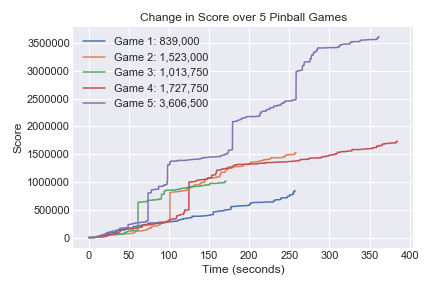 Change in Score over 5 Pinball Games
Game 1: 839,000
Game 2: 1,523,000
Game 3: 1,013,750
Game 4: 1,727,750
Game 5: 3,606,500
Score
3500000
3000000
2500000
2000000
1500000
1000000
500000
0
0 50 100 150 200 250 300 350 400
Time (seconds)